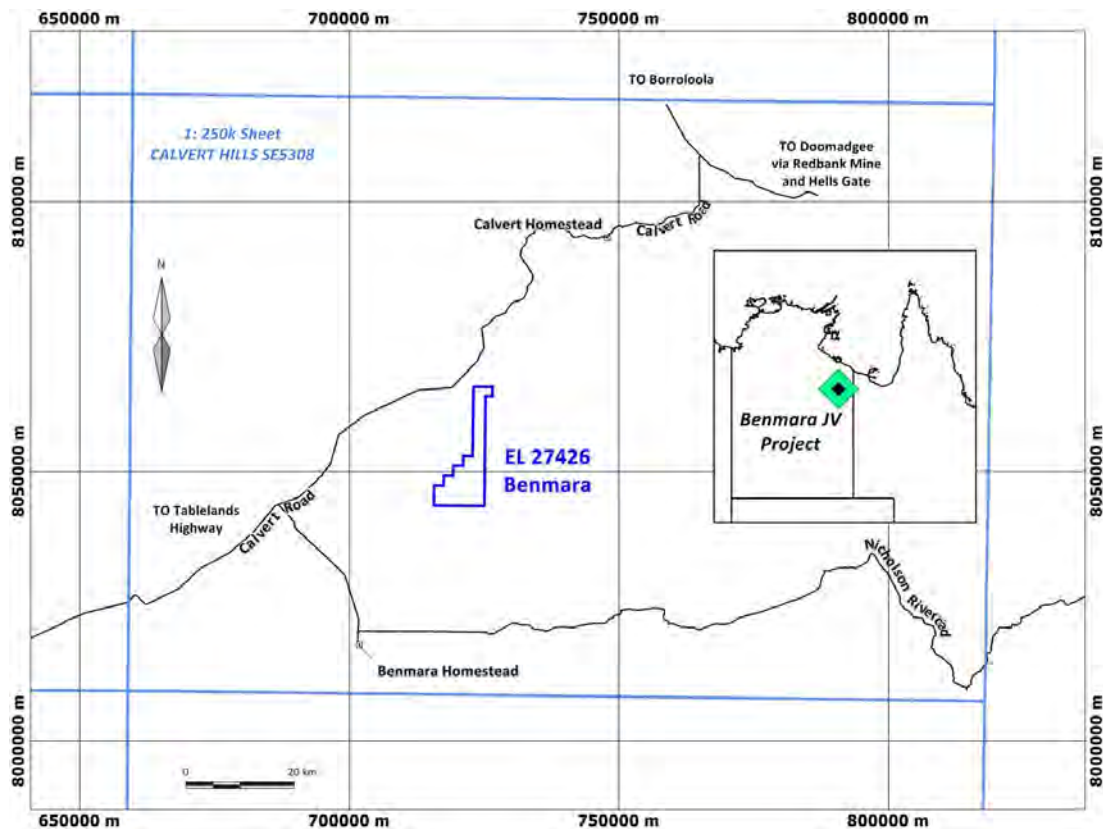 650000 m
700000 m
750000 m
800000 m
TO Borroloola
1: 250k Sheet
CALVERT HILLS SE5308
TO Doomadgee
via Redbank Mine
and Hells Gate
8100000 m
8100000 m
Calvert Homestead
Calvert Road
N
Benmara JV
Project
EL 27426
Benmara
8050000 m
8050000 m
TO Tablelands
Highway
Calvert Road
Nicholson Riverroad
Benmara Homestead
8000000 m
8000000 m
0
20 km
650000 m
700000 m
750000 m
800000 m